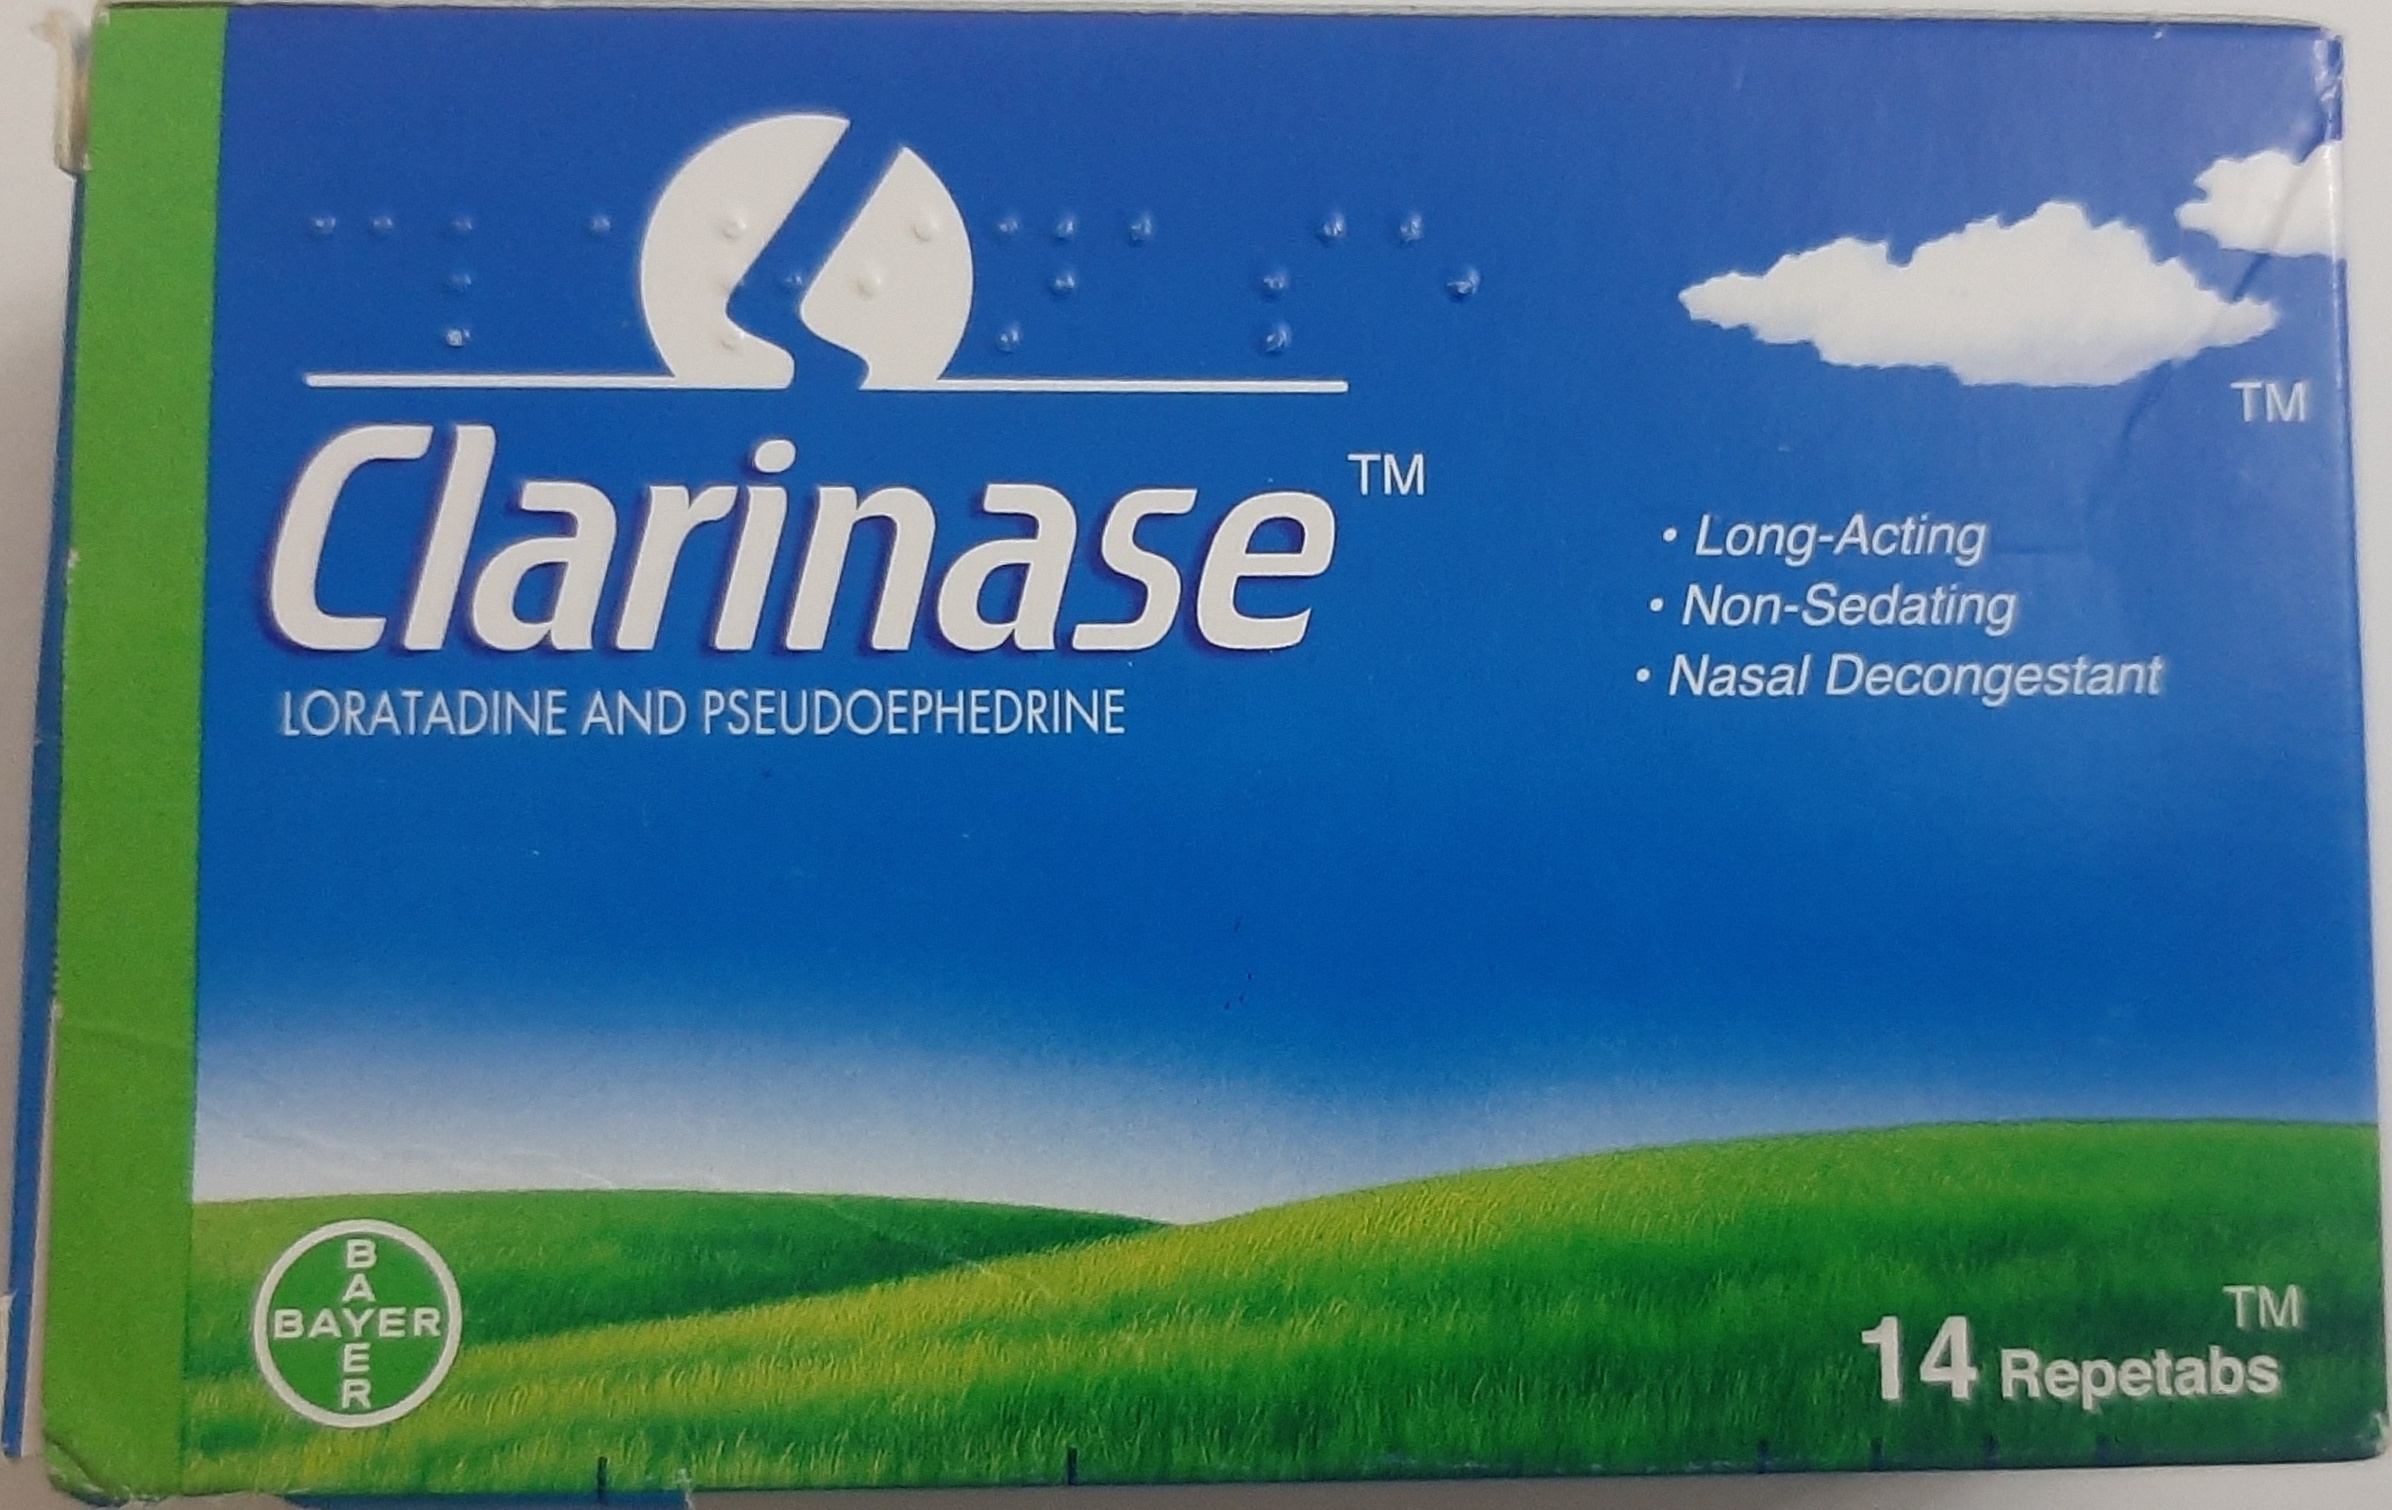 Clarinase™
LORATADINE AND PSEUDOEPHEDRINE
TM
• Long-Acting
• Non-Sedating
• Nasal Decongestant
BAYER
BAYER
14 Repetabs™